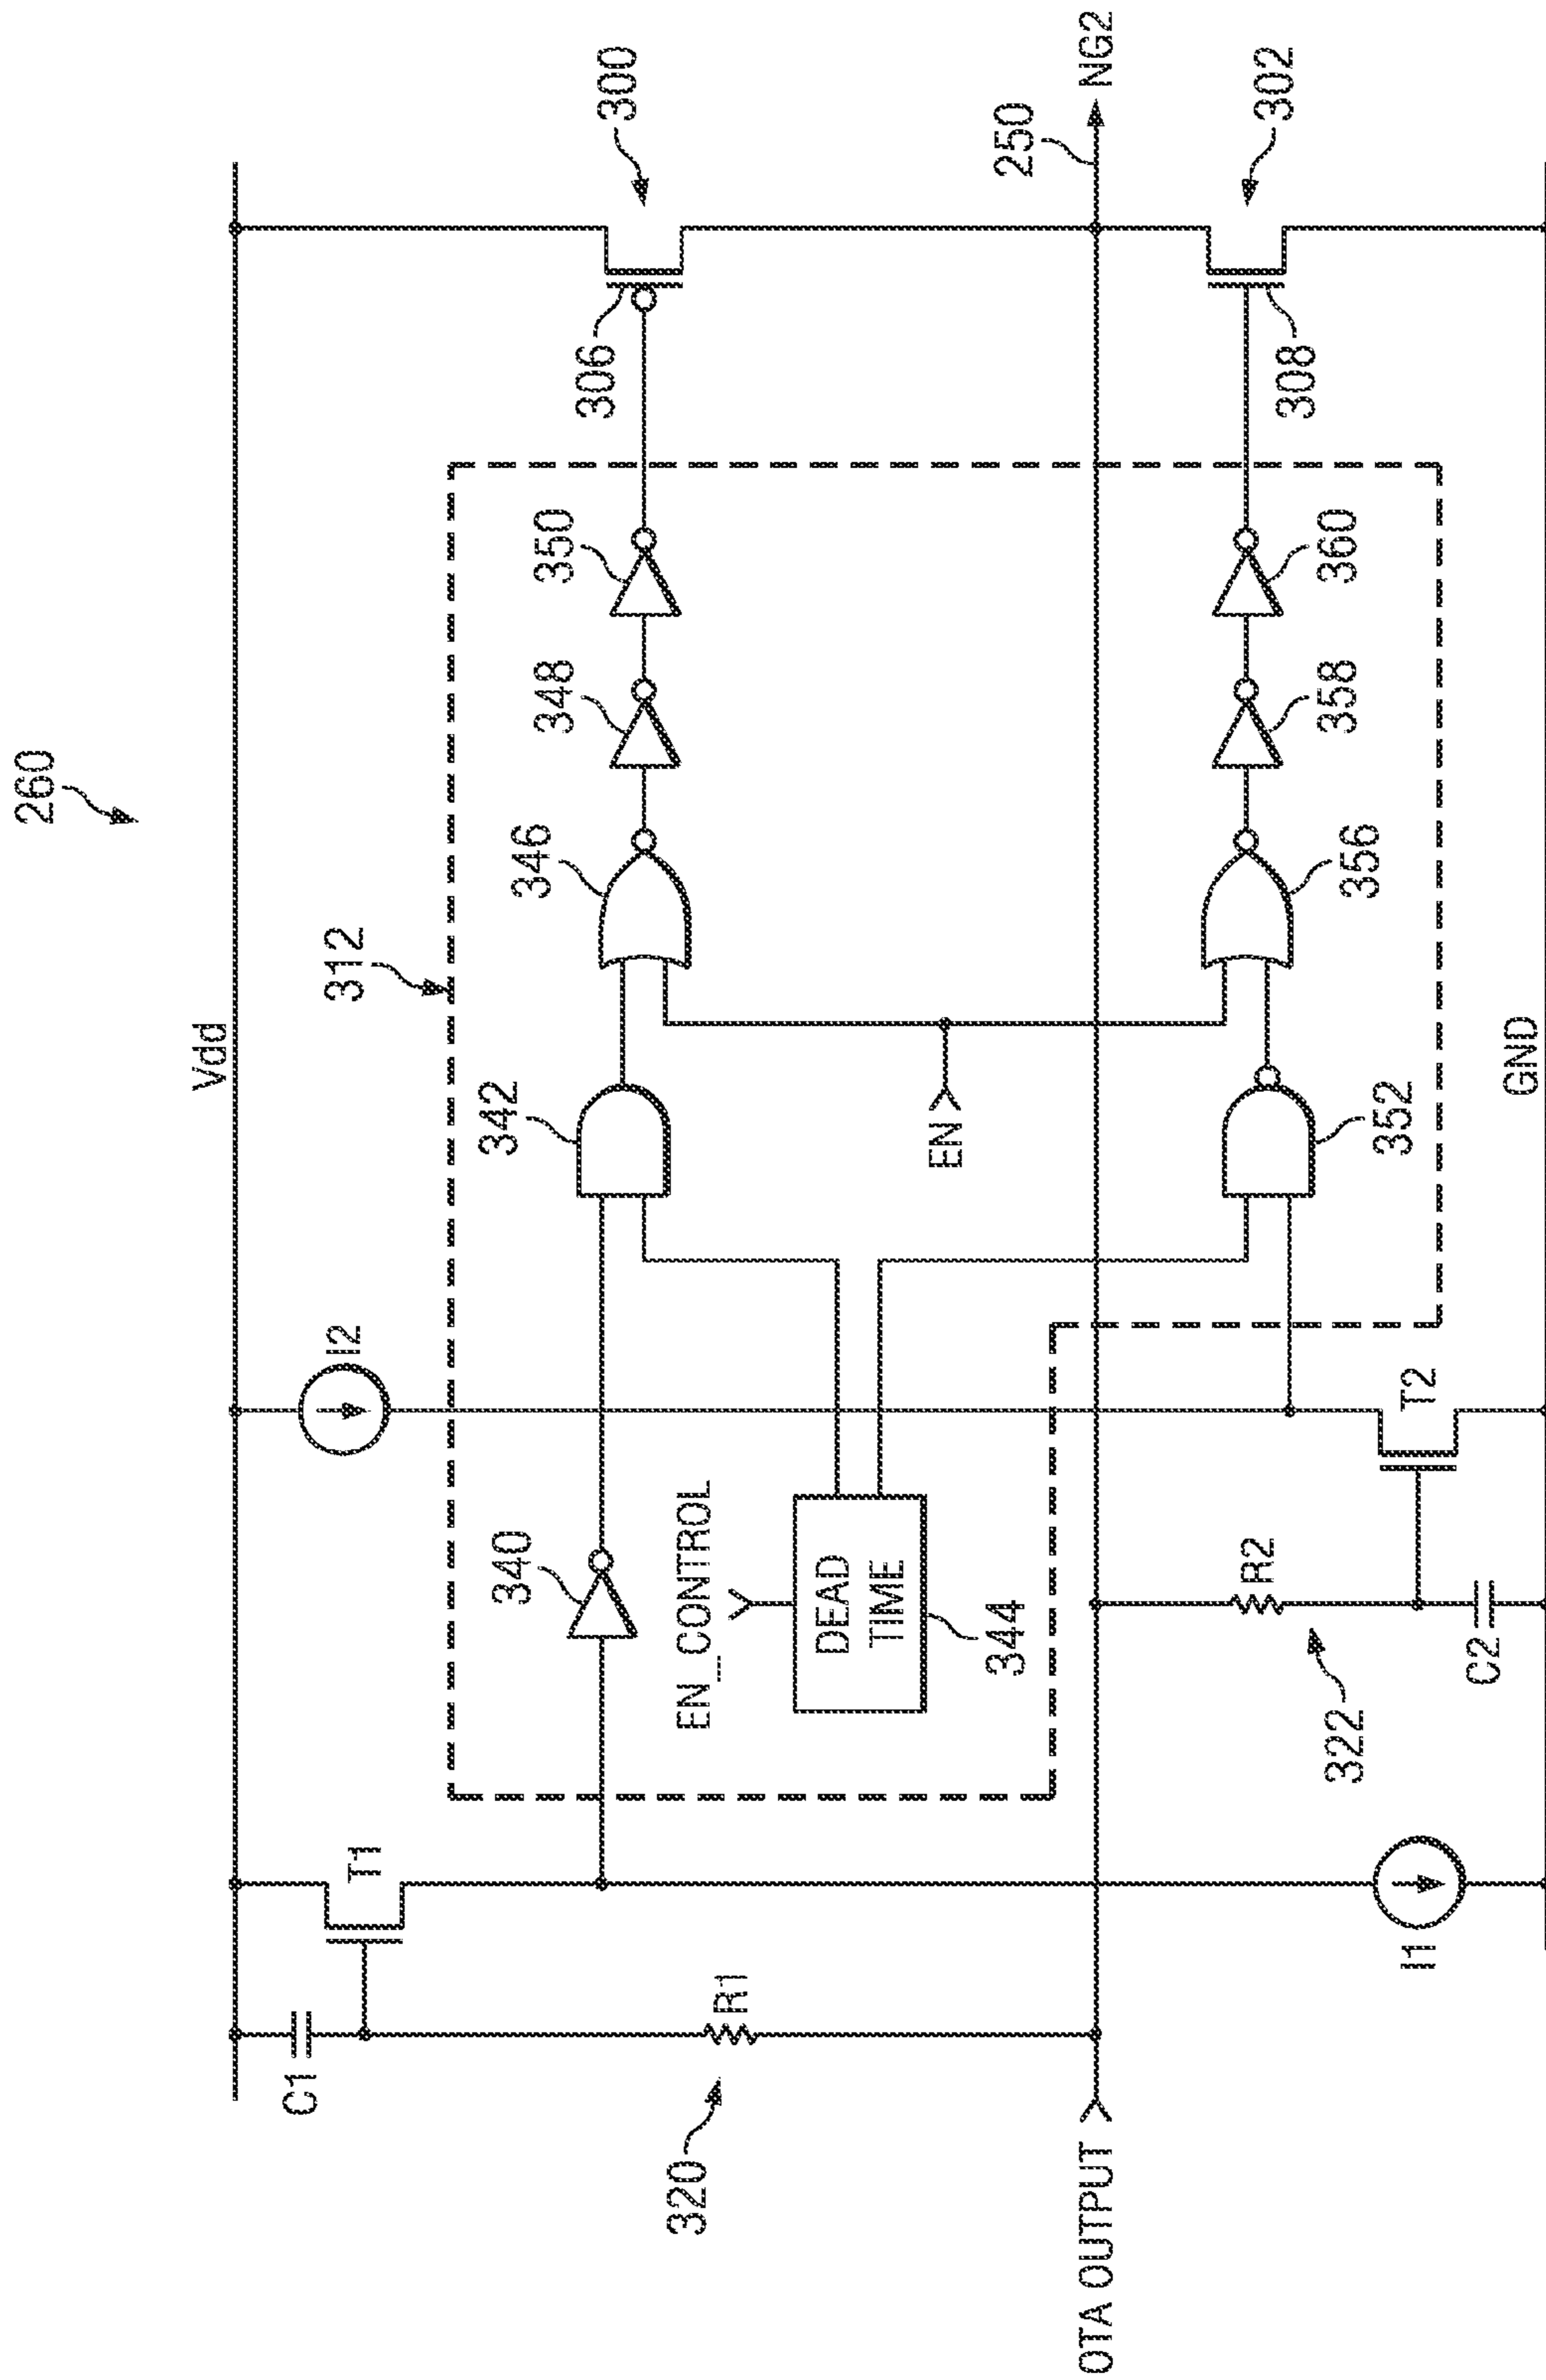 260
Vdd
C1
T1
I2
312
320
R1
340
342
346
348
350
306
300
EN_CONTROL
DEAD
TIME
344
EN
OTA OUTPUT
250
NG2
322
R2
C2
T2
I1
352
356
358
360
308
302
GND